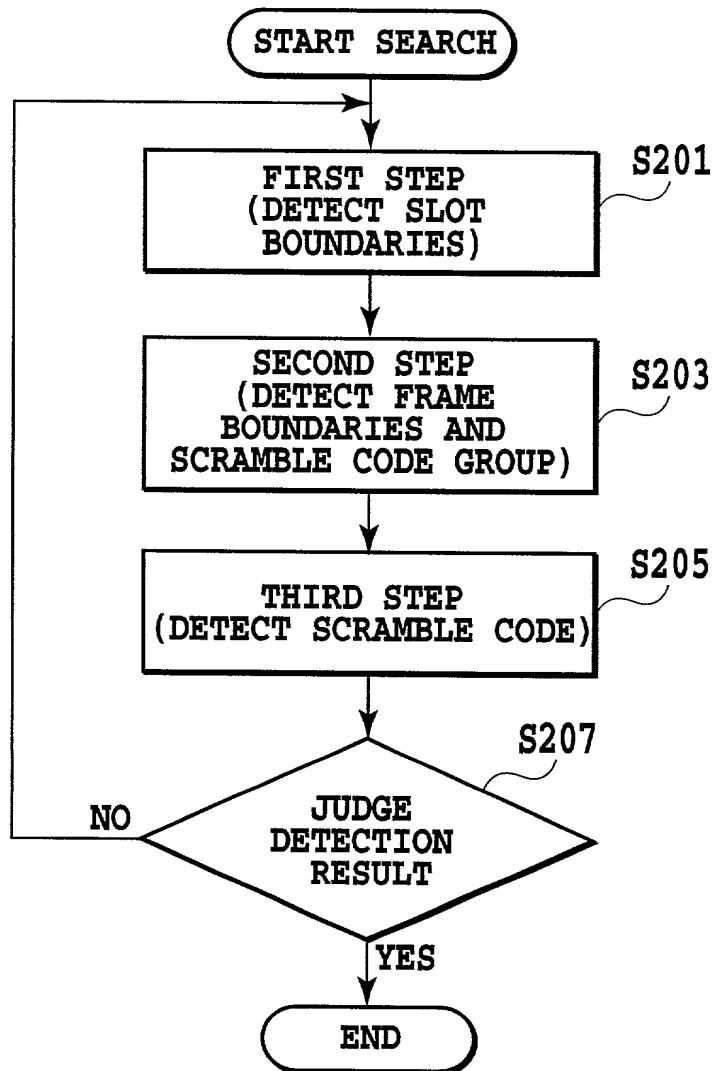 START SEARCH
S201
FIRST STEP
(DETECT SLOT
BOUNDARIES)
S203
SECOND STEP
(DETECT FRAME
BOUNDARIES AND
SCRAMBLE CODE GROUP)
S205
THIRD STEP
(DETECT SCRAMBLE CODE)
S207
JUDGE
DETECTION
RESULT
NO
YES
END